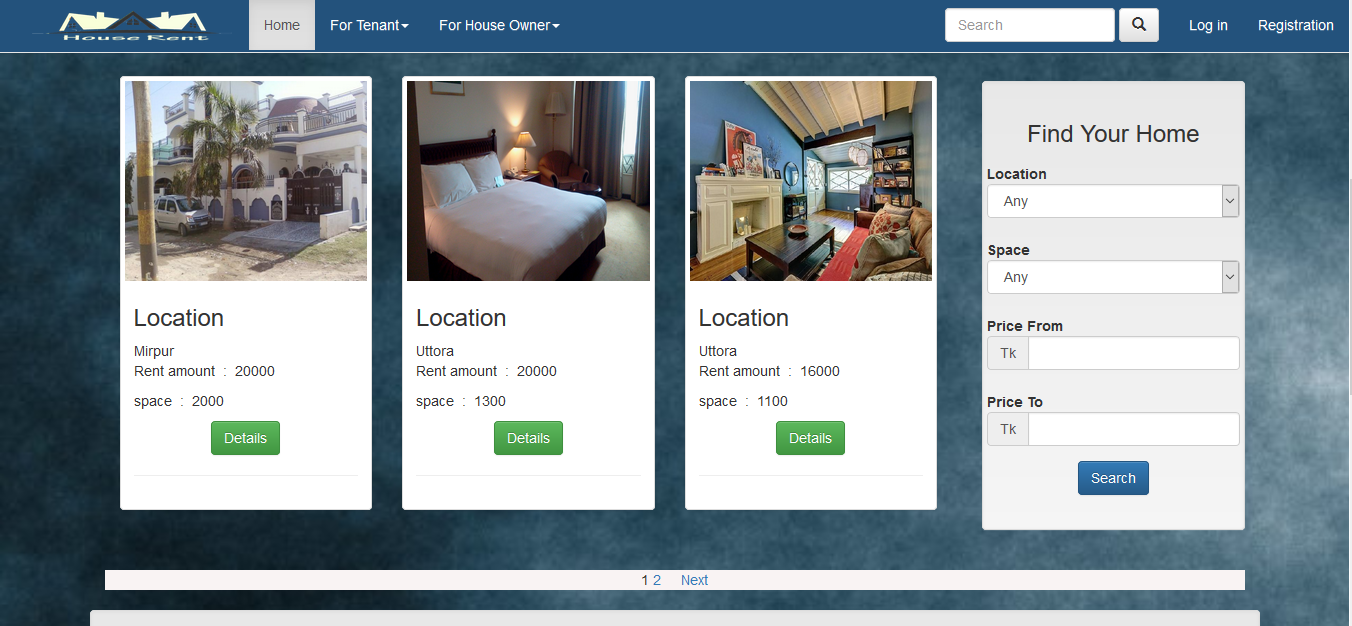 House Rent
Home
For Tenant
For House Owner
Search
Log in
Registration
Location
Mirpur
Rent amount : 20000
space : 2000
Details
Location
Uttora
Rent amount : 20000
space : 1300
Details
Location
Uttora
Rent amount : 16000
space : 1100
Details
Find Your Home
Location
Any
Space
Any
Price From
Tk
Price To
Tk
Search
1 2 Next